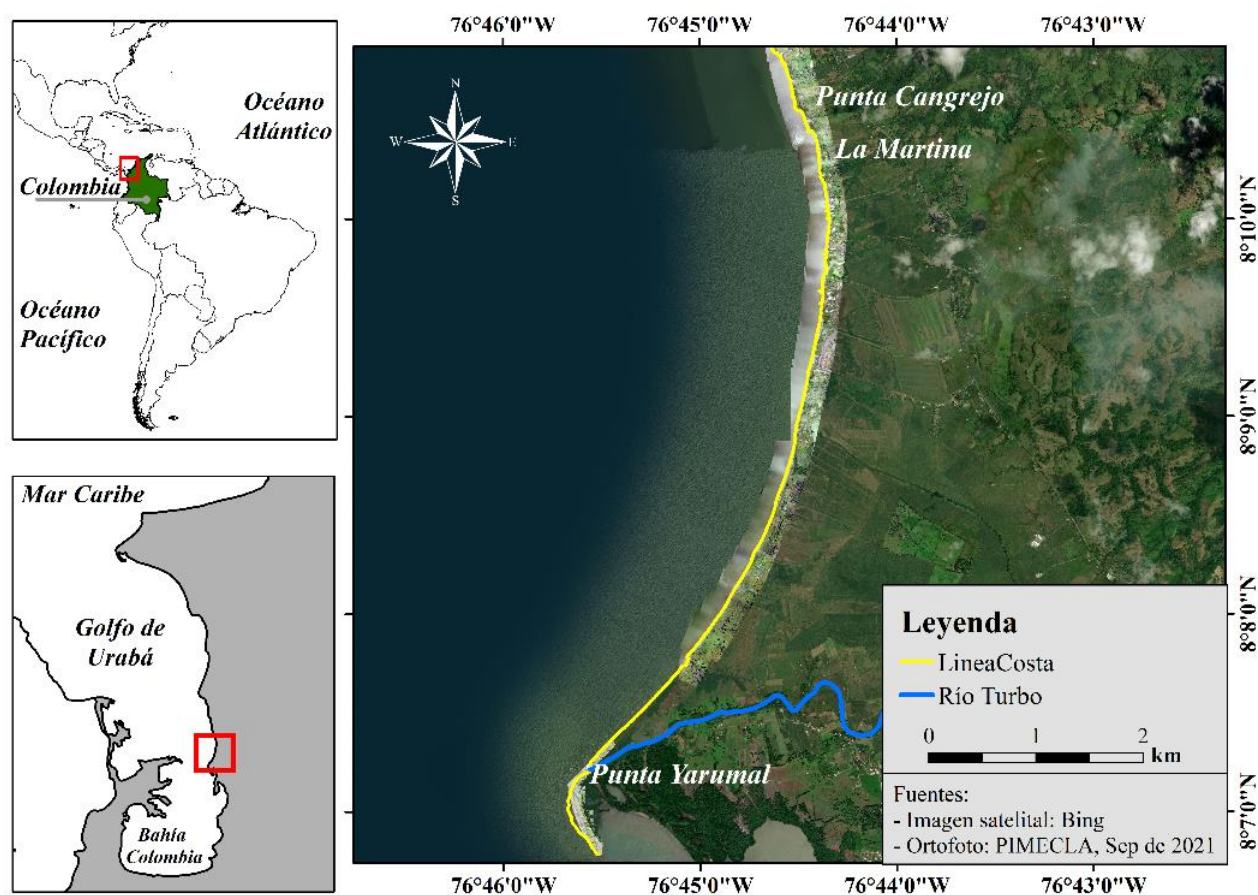 Océano
Atlántico
Colombia
Océano
Pacífico
Mar Caribe
Golfo de
Urabá
Bahía
Colombia
76°46'0"W
76°45'0"W
76°44'0"W
76°43'0"W
N
W
E
S
Punta Cangrejo
La Martina
Punta Yarumal
8°10'0"N
8°9'0"N
8°8'0"N
8°7'0"N
Leyenda
LineaCosta
Río Turbo
0 1 2
km
Fuentes:
- Imagen satelital: Bing
- Ortofoto: PIMECLA, Sep de 2021
76°46'0"W
76°45'0"W
76°44'0"W
76°43'0"W